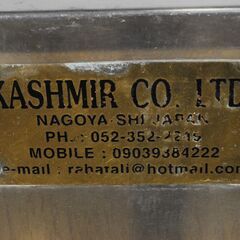 KASHMIR CO. LTD
NAGOYA SHI JAPAN
PH.: 052-352-
MOBILE : 09039384222
e-mail : rahatali@hotmail.com